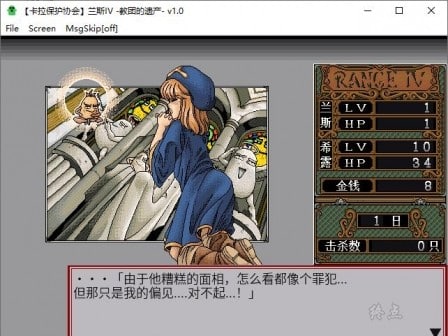 【卡拉保护协会】兰斯IV -教团的遗产- v1.0
File Screen MsgSkip[off]
RANCE IV
兰斯 LV 1
HP 1
希露 LV 10
HP 34
金钱 8
1 日
击杀数 0 只
终点
・・・「由于他糟糕的面相，怎么看都像个罪犯...
但那只是我的偏见....对不起...！」